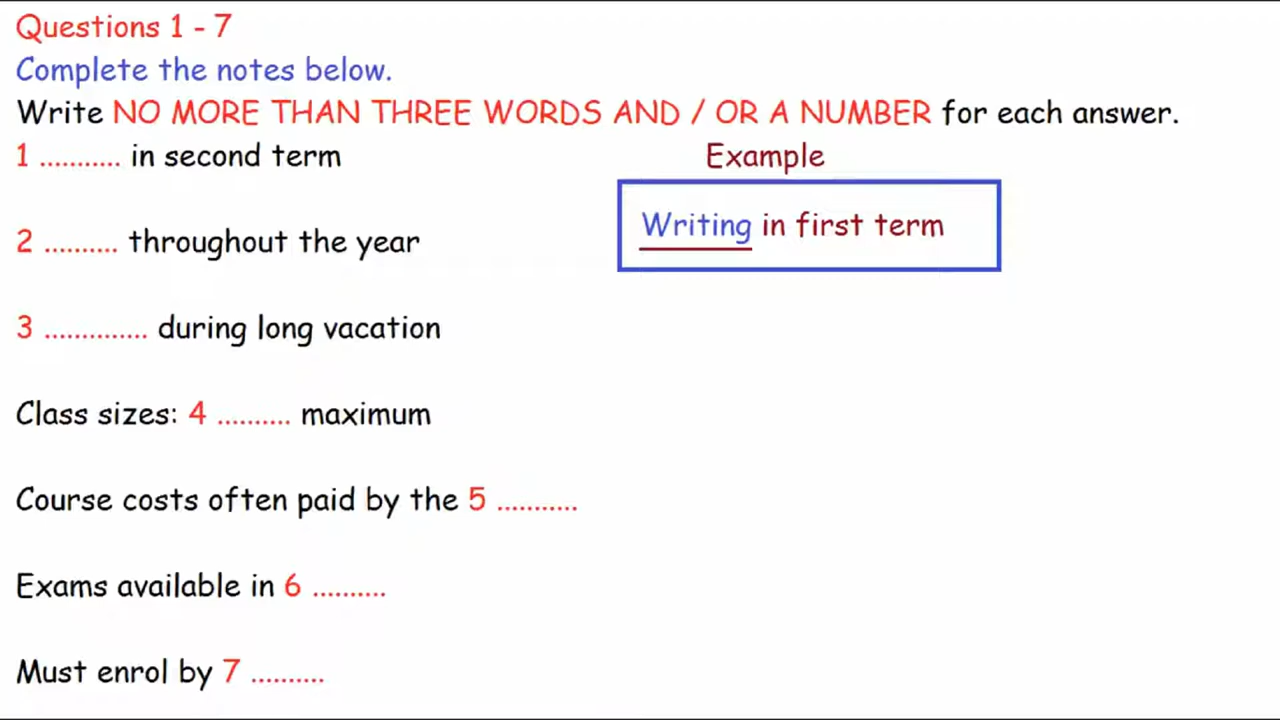 Questions 1 - 7
Complete the notes below.
Write NO MORE THAN THREE WORDS AND / OR A NUMBER for each answer.
1 ........... in second term
Example
2 .......... throughout the year
Writing in first term
3 .............. during long vacation
Class sizes: 4 .......... maximum
Course costs often paid by the 5 ...........
Exams available in 6 ..........
Must enrol by 7 ..........